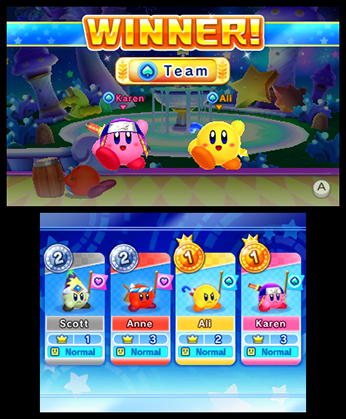 WINNER!
Team
Karen
Ali
A
2 2 1 1
Scott Anne Ali Karen
1 3 2 3
Normal Normal Normal Normal